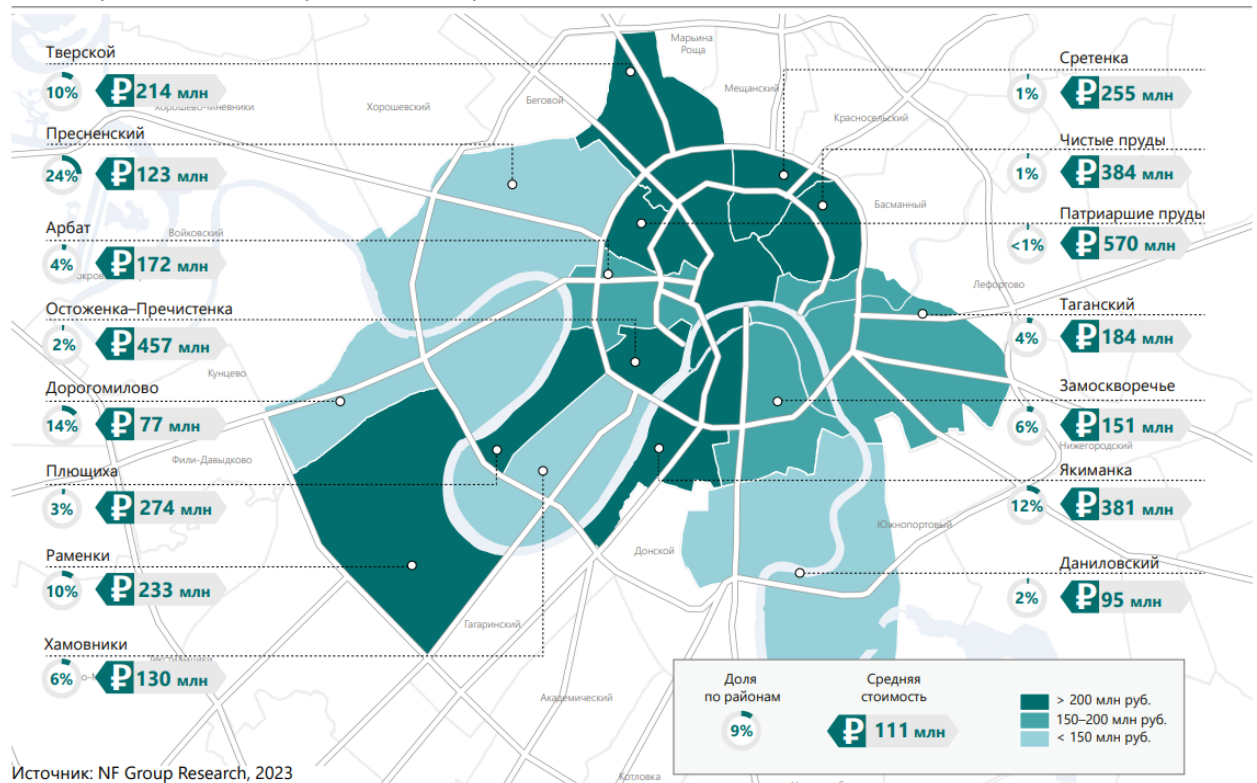 Тверской
10%
₽ 214 млн
Пресненский
24%
₽ 123 млн
Арбат
4%
₽ 172 млн
Остоженка–Пречистенка
2%
₽ 457 млн
Дорогомилово
14%
₽ 77 млн
Плющиха
3%
₽ 274 млн
Раменки
10%
₽ 233 млн
Хамовники
6%
₽ 130 млн
Сретенка
1%
₽ 255 млн
Чистые пруды
1%
₽ 384 млн
Патриаршие пруды
<1%
₽ 570 млн
Таганский
4%
₽ 184 млн
Замоскворечье
6%
₽ 151 млн
Якиманка
12%
₽ 381 млн
Даниловский
2%
₽ 95 млн
Марьина
Роща
Мещанский
Беговой
Хорошевский
Хорошево-Мневники
Красносельский
Басманный
Войковский
Лефортово
Кунцево
Фили-Давыдково
Нижегородский
Южнопортовый
Донской
Гагаринский
Академический
Котловка
Доля
по районам
9%
Средняя
стоимость
₽ 111 млн
> 200 млн руб.
150–200 млн руб.
< 150 млн руб.
Источник: NF Group Research, 2023